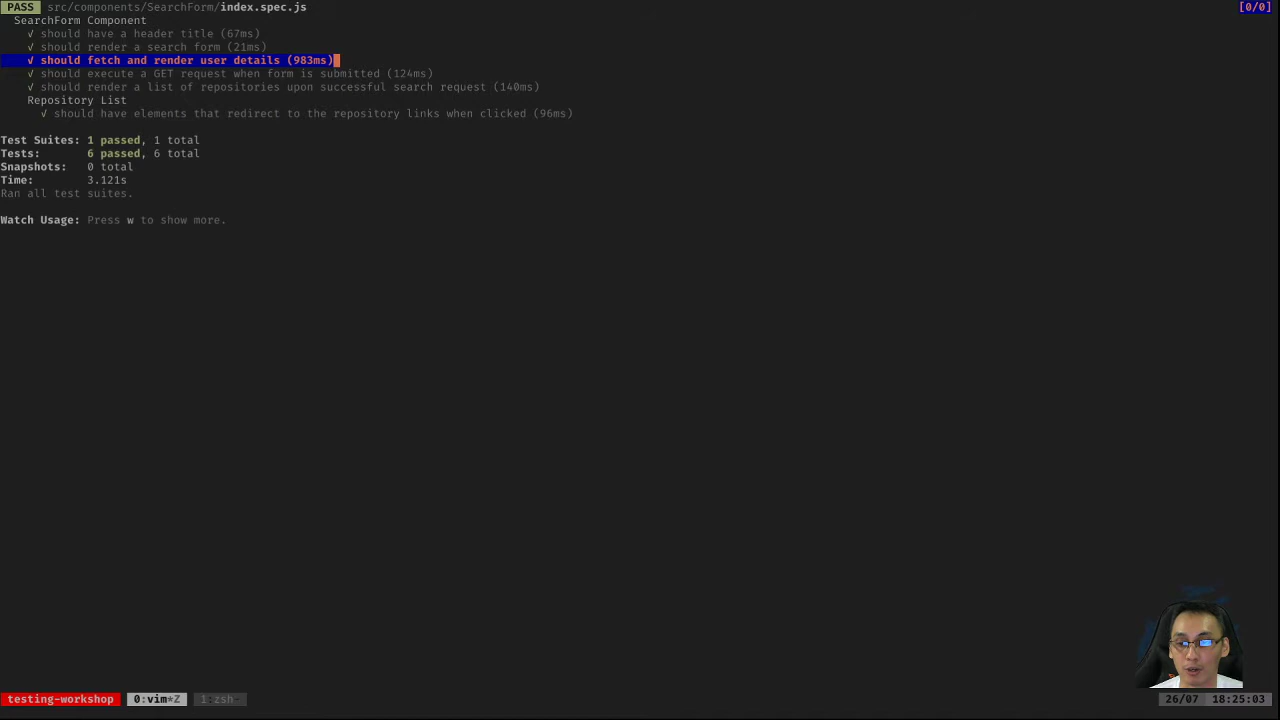 PASS src/components/SearchForm/index.spec.js [0/0]
SearchForm Component
√ should have a header title (67ms)
√ should render a search form (21ms)
√ should fetch and render user details (983ms)
√ should execute a GET request when form is submitted (124ms)
√ should render a list of repositories upon successful search request (140ms)
Repository List
√ should have elements that redirect to the repository links when clicked (96ms)
Test Suites: 1 passed, 1 total
Tests: 6 passed, 6 total
Snapshots: 0 total
Time: 3.121s
Ran all test suites.
Watch Usage: Press w to show more.
testing-workshop 0:vim*Z 1:zsh- 26/07 18:25:03